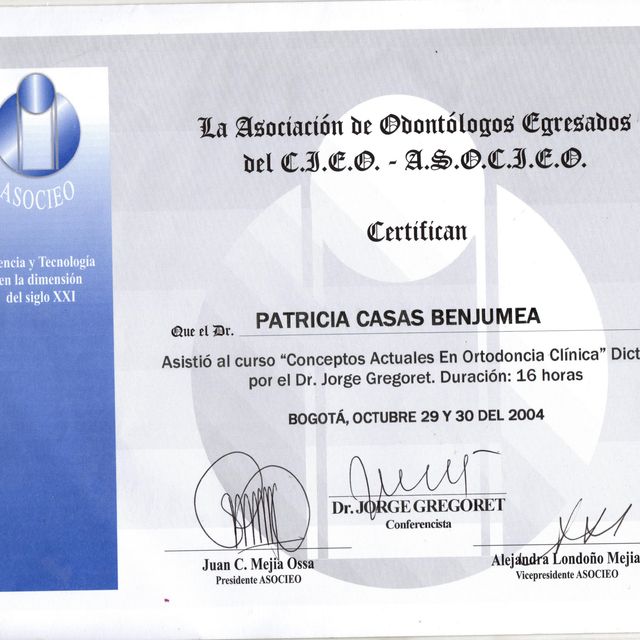 ASOCIEO
encia y Tecnología
en la dimensión
del siglo XXI
La Asociación de Odontólogos Egresados
del C.I.E.O. - A.S.O.C.I.E.O.
Certifican
Que el Dr. PATRICIA CASAS BENJUMEA
Asistió al curso “Conceptos Actuales En Ortodoncia Clínica” Dict
por el Dr. Jorge Gregoret. Duración: 16 horas
BOGOTÁ, OCTUBRE 29 Y 30 DEL 2004
Dr. JORGE GREGORET
Conferencista
Juan C. Mejía Ossa
Presidente ASOCIEO
Alejandra Londoño Mejia
Vicepresidente ASOCIEO